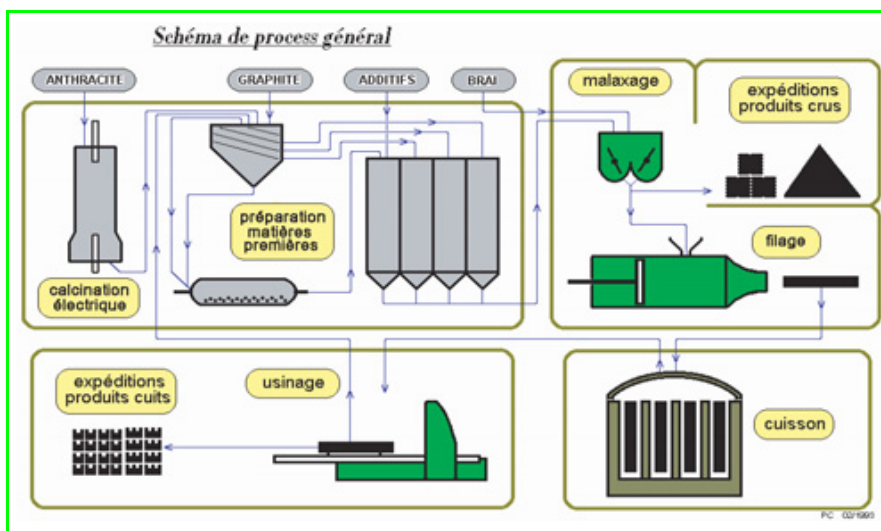 Schéma de process général
ANTHRACITE
GRAPHITE
ADDITIFS
BRAI
malaxage
expéditions
produits crus
préparation
matières
premières
filage
calcination
électrique
expéditions
produits cuits
usinage
cuisson
PC 02/1993